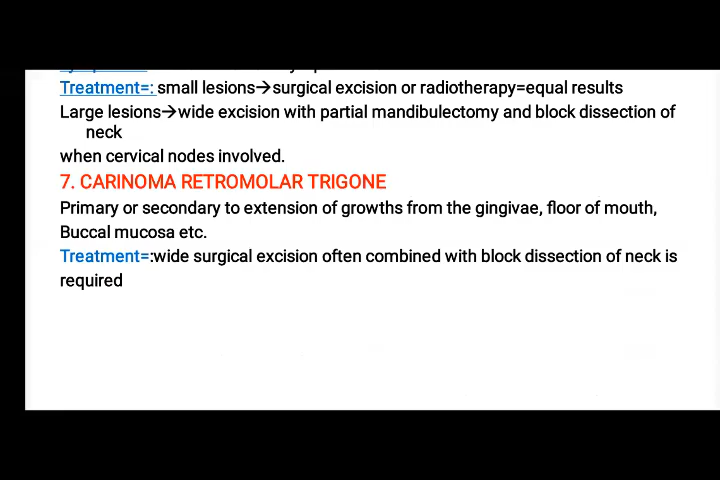 Treatment=: small lesions→surgical excision or radiotherapy=equal results
Large lesions→wide excision with partial mandibulectomy and block dissection of
neck
when cervical nodes involved.
7. CARINOMA RETROMOLAR TRIGONE
Primary or secondary to extension of growths from the gingivae, floor of mouth,
Buccal mucosa etc.
Treatment=:wide surgical excision often combined with block dissection of neck is
required